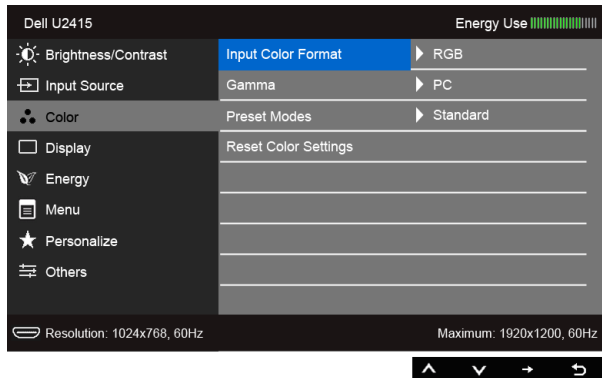 Dell U2415 Energy Use
Brightness/Contrast Input Color Format RGB
Input Source Gamma PC
Color Preset Modes Standard
Display Reset Color Settings
Energy
Menu
Personalize
Others
Resolution: 1024x768, 60Hz Maximum: 1920x1200, 60Hz